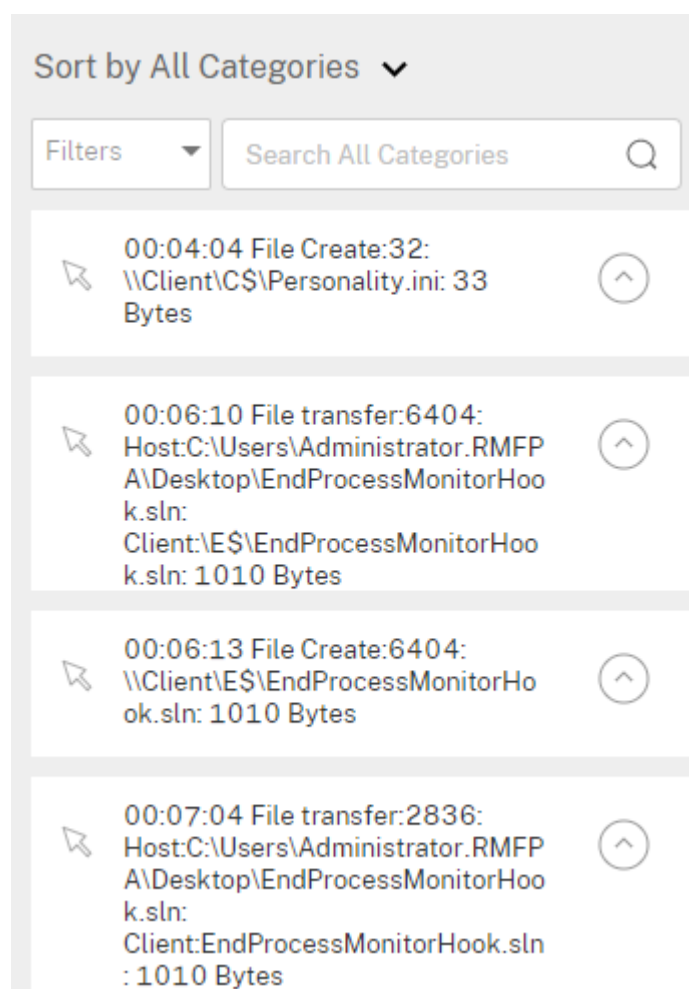 Sort by All Categories
Filters
Search All Categories
00:04:04 File Create:32:
\\Client\C$\Personality.ini: 33
Bytes
00:06:10 File transfer:6404:
Host:C:\Users\Administrator.RMFP
A\Desktop\EndProcessMonitorHoo
k.sln:
Client:\E$\EndProcessMonitorHoo
k.sln: 1010 Bytes
00:06:13 File Create:6404:
\\Client\E$\EndProcessMonitorHo
ok.sln: 1010 Bytes
00:07:04 File transfer:2836:
Host:C:\Users\Administrator.RMFP
A\Desktop\EndProcessMonitorHoo
k.sln:
Client:EndProcessMonitorHook.sln
: 1010 Bytes